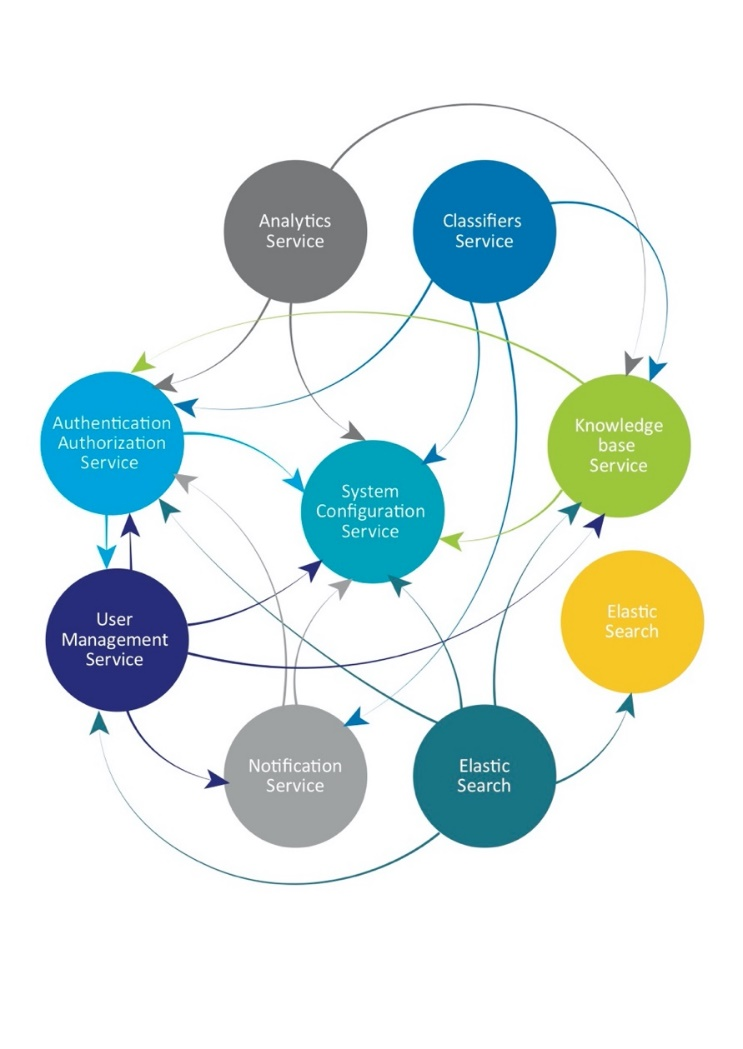 Analytics
Service
Classifiers
Service
Authentication
Authorization
Service
Knowledge
base
Service
System
Configuration
Service
User
Management
Service
Elastic
Search
Notification
Service
Elastic
Search